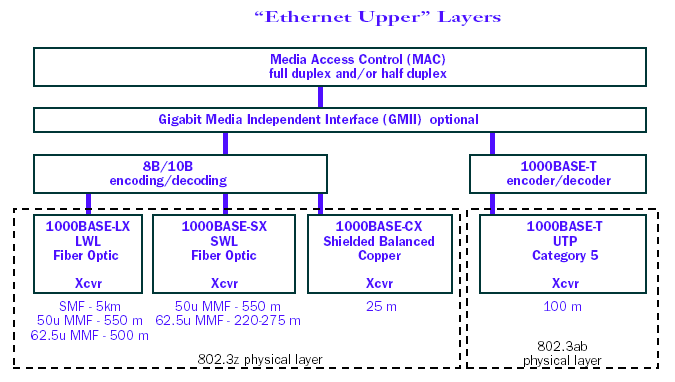 “Ethernet Upper” Layers
Media Access Control (MAC)
full duplex and/or half duplex
Gigabit Media Independent Interface (GMII) optional
8B/10B
encoding/decoding
1000BASE-T
encoder/decoder
1000BASE-LX
LWL
Fiber Optic
Xcvr
1000BASE-SX
SWL
Fiber Optic
Xcvr
1000BASE-CX
Shielded Balanced
Copper
Xcvr
1000BASE-T
UTP
Category 5
Xcvr
SMF - 5km
50u MMF - 550 m
62.5u MMF - 500 m
50u MMF - 550 m
62.5u MMF - 220-275 m
25 m
100 m
802.3z physical layer
802.3ab
physical layer